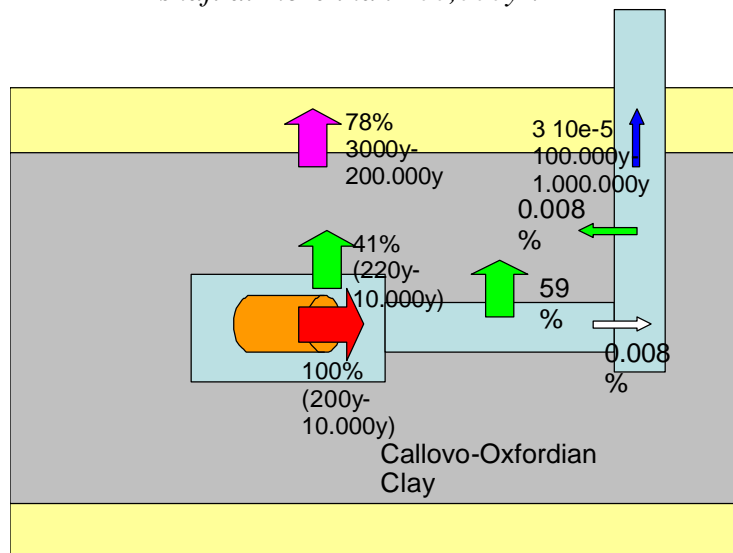 78%
3000y-
200.000y
3 10e-5
100.000y-
1.000.000y
0.008
%
41%
(220y-
10.000y)
59
%
0.008
%
100%
(200y-
10.000y)
Callovo-Oxfordian
Clay